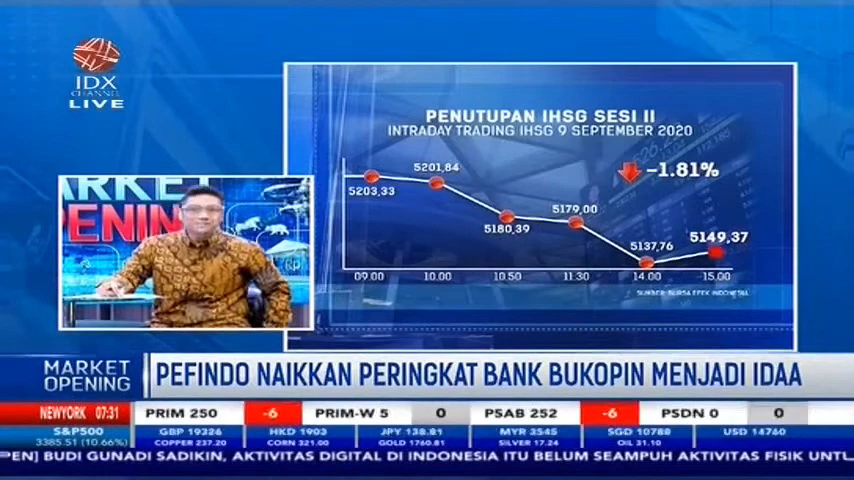 IDX
CHANNEL
LIVE
PENUTUPAN IHSG SESI II
INTRADAY TRADING IHSG 9 SEPTEMBER 2020
-1.81%
5203,33
5201,84
5180,39
5179,00
5137,76
5149,37
09.00 10.00 10.50 11.30 14.00 15.00
SUMBER: BURSA EFEK INDONESIA
MARKET
OPENING
MARKET
OPENING
PEFINDO NAIKKAN PERINGKAT BANK BUKOPIN MENJADI IDAA
NEWYORK 07:31 PRIM 250 -6 PRIM-W 5 0 PSAB 252 -6 PSDN 0 0
S&P500 GBP 19326 HKD 1903 JPY 138.81 MYR 3545 SGD 10788 USD 14760
3385.51 (10.66%) COPPER 237.20 CORN 321.00 GOLD 1760.81 SILVER 17.24 OIL 31.10
PEN] BUDI GUNADI SADIKIN, AKTIVITAS DIGITAL DI INDONESIA ITU BELUM SEAMPUH AKTIVITAS FISIK UNTU